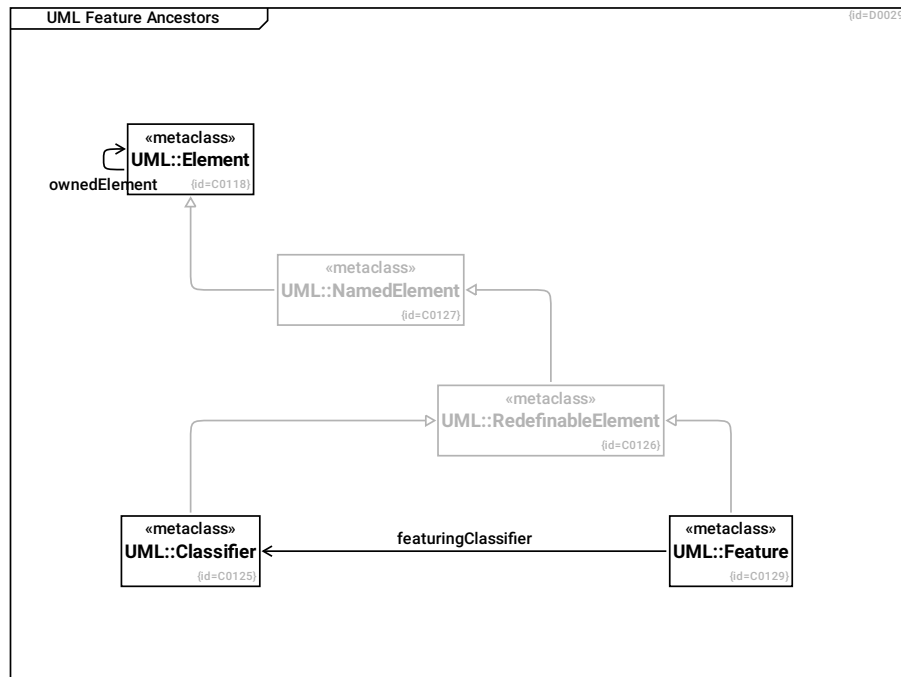 UML Feature Ancestors
{id=D0029
«metaclass»
UML::Element
{id=C0118}
ownedElement
«metaclass»
UML::NamedElement
{id=C0127}
«metaclass»
UML::RedefinableElement
{id=C0126}
«metaclass»
UML::Classifier
{id=C0125}
featuringClassifier
«metaclass»
UML::Feature
{id=C0129}